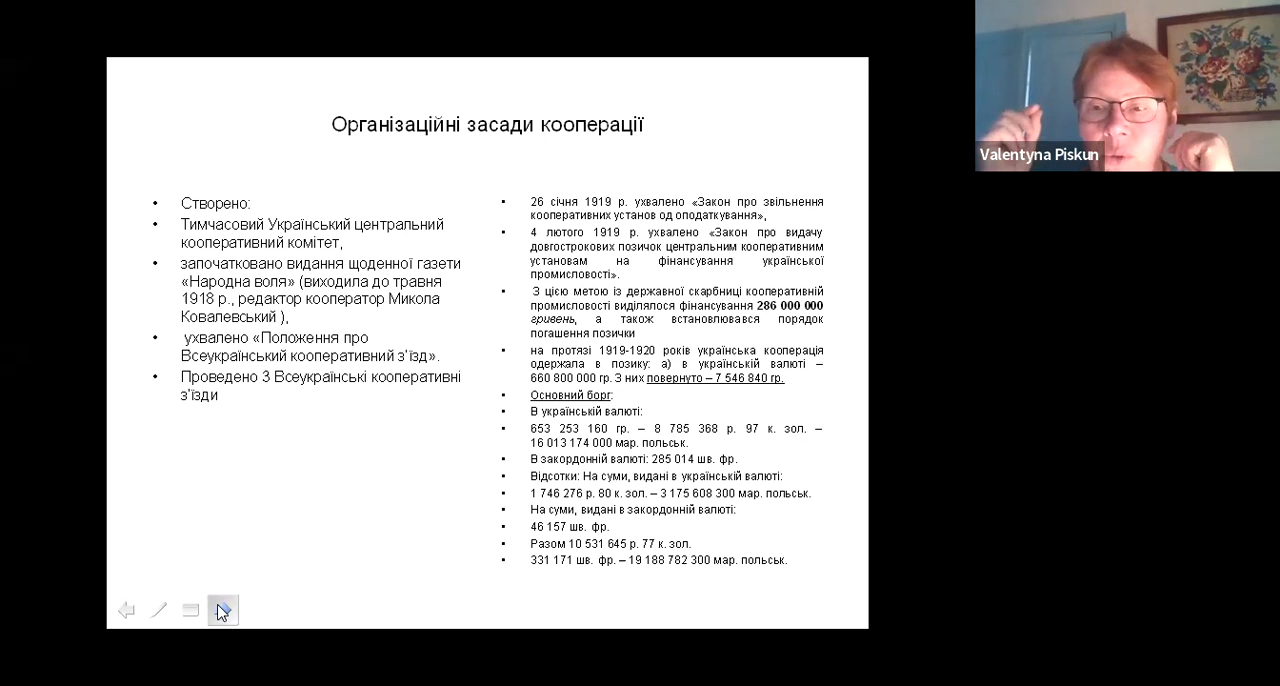 Організаційні засади кооперації
• Створено:
• Тимчасовий Український центральний
кооперативний комітет,
• започатковано видання щоденної газети
«Народна воля» (виходила до травня
1918 р., редактор кооператор Микола
Ковалевський ),
• ухвалено «Положення про
Всеукраїнський кооперативний з’їзд».
• Проведено 3 Всеукраїнські кооперативні
з’їзди
• 26 січня 1919 р. ухвалено «Закон про звільнення
кооперативних установ од оподаткування»,
• 4 лютого 1919 р. ухвалено «Закон про видачу
довгострокових позичок центральним кооперативним
установам на фінансування української
промисловості».
• З цією метою із державної скарбниці кооперативній
промисловості виділялося фінансування 286 000 000
гривень, а також встановлювався порядок
погашення позички
• на протязі 1919-1920 років українська кооперація
одержала в позику: а) в українській валюті –
660 800 000 гр. З них повернуто – 7 546 840 гр.
• Основний борг:
• В українській валюті:
• 653 253 160 гр. – 8 785 368 р. 97 к. зол. –
16 013 174 000 мар. польськ.
• В закордонній валюті: 285 014 шв. фр.
• Відсотки: На суми, видані в українській валюті:
• 1 746 276 р. 80 к. зол. – 3 175 608 300 мар. польськ.
• На суми, видані в закордонній валюті:
• 46 157 шв. фр.
• Разом 10 531 645 р. 77 к. зол.
• 331 171 шв. фр. – 19 188 782 300 мар. польськ.
Valentyna Piskun